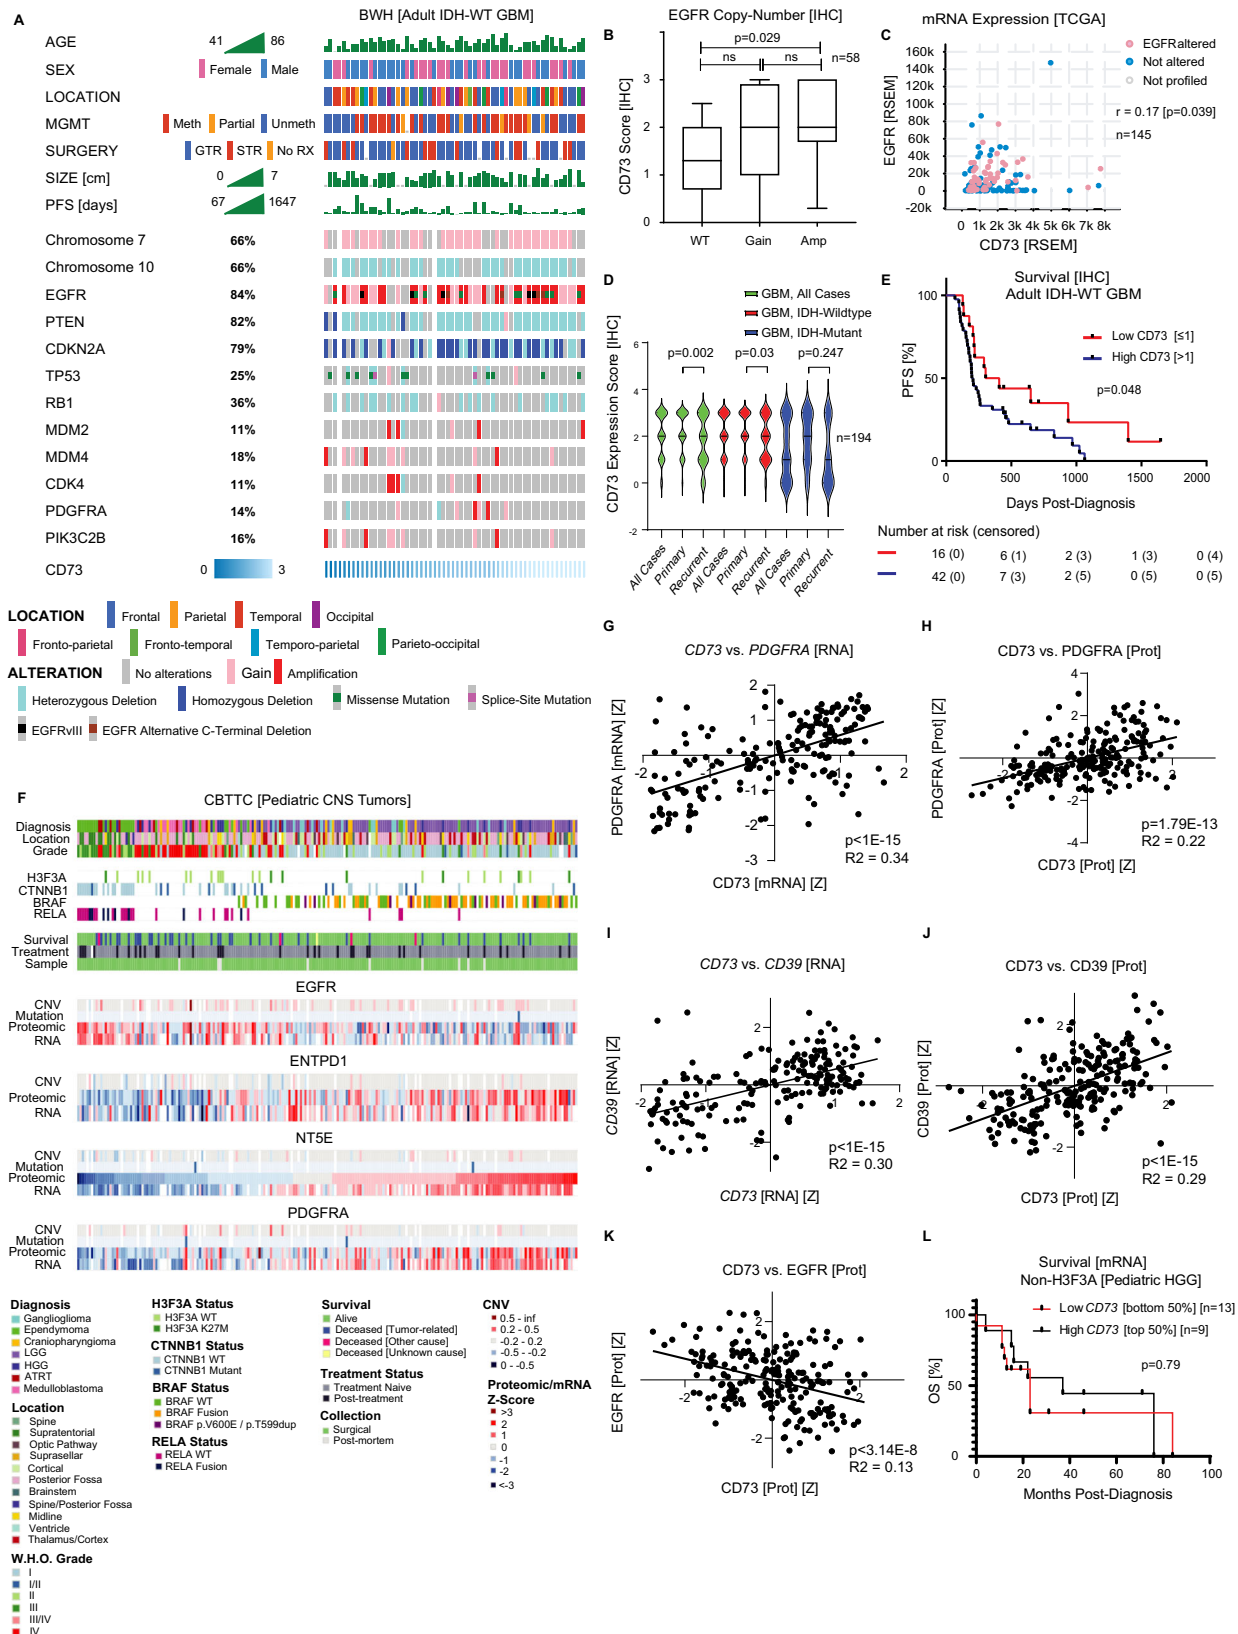 A
BWH [Adult IDH-WT GBM]
AGE 41 86
SEX Female Male
LOCATION
MGMT Meth Partial Unmeth
SURGERY GTR STR No RX
SIZE [cm] 0 7
PFS [days] 67 1647
Chromosome 7 66%
Chromosome 10 66%
EGFR 84%
PTEN 82%
CDKN2A 79%
TP53 25%
RB1 36%
MDM2 11%
MDM4 18%
CDK4 11%
PDGFRA 14%
PIK3C2B 16%
CD73 0 3
LOCATION Frontal Parietal Temporal Occipital
Fronto-parietal Fronto-temporal Temporo-parietal Parieto-occipital
ALTERATION No alterations Gain Amplification
Heterozygous Deletion Homozygous Deletion Missense Mutation Splice-Site Mutation
EGFRvIII EGFR Alternative C-Terminal Deletion
B
EGFR Copy-Number [IHC]
p=0.029
ns ns n=58
CD73 Score [IHC]
3
2
1
0
WT Gain Amp
C
mRNA Expression [TCGA]
EGFRaltered
Not altered
Not profiled
r = 0.17 [p=0.039]
n=145
EGFR [RSEM]
160k
140k
120k
100k
80k
60k
40k
20k
0
-20k
0 1k 2k 3k 4k 5k 6k 7k 8k
CD73 [RSEM]
D
GBM, All Cases
GBM, IDH-Wildtype
GBM, IDH-Mutant
p=0.002 p=0.03 p=0.247
n=194
CD73 Expression Score [IHC]
6
4
2
0
-2
All Cases Primary Recurrent All Cases Primary Recurrent All Cases Primary Recurrent
E
Survival [IHC]
Adult IDH-WT GBM
Low CD73 [≤1]
High CD73 [>1]
p=0.048
PFS [%]
100
50
0
0 500 1000 1500 2000
Days Post-Diagnosis
Number at risk (censored)
16 (0) 6 (1) 2 (3) 1 (3) 0 (4)
42 (0) 7 (3) 2 (5) 0 (5) 0 (5)
F
CBTTC [Pediatric CNS Tumors]
Diagnosis
Location
Grade
H3F3A
CTNNB1
BRAF
RELA
Survival
Treatment
Sample
EGFR
CNV
Mutation
Proteomic
RNA
ENTPD1
CNV
Proteomic
RNA
NT5E
CNV
Mutation
Proteomic
RNA
PDGFRA
CNV
Mutation
Proteomic
RNA
Diagnosis
Ganglioglioma
Ependymoma
Craniopharyngioma
LGG
HGG
ATRT
Medulloblastoma
Location
Spine
Supratentorial
Optic Pathway
Suprasellar
Cortical
Posterior Fossa
Brainstem
Spine/Posterior Fossa
Midline
Ventricle
Thalamus/Cortex
W.H.O. Grade
I
I/II
II
III
III/IV
IV
H3F3A Status
H3F3A WT
H3F3A K27M
CTNNB1 Status
CTNNB1 WT
CTNNB1 Mutant
BRAF Status
BRAF WT
BRAF Fusion
BRAF p.V600E / p.T599dup
RELA Status
RELA WT
RELA Fusion
Survival
Alive
Deceased [Tumor-related]
Deceased [Other cause]
Deceased [Unknown cause]
Treatment Status
Treatment Naive
Post-treatment
Collection
Surgical
Post-mortem
CNV
0.5 - inf
0.2 - 0.5
-0.2 - 0.2
-0.5 - -0.2
0 - -0.5
Proteomic/mRNA
Z-Score
>3
2
1
0
-1
-2
<-3
G
CD73 vs. PDGFRA [RNA]
PDGFRA [mRNA] [Z]
2
1
-1
-2
-3
-2 -1 1 2
p<1E-15
R2 = 0.34
CD73 [mRNA] [Z]
H
CD73 vs. PDGFRA [Prot]
PDGFRA [Prot] [Z]
4
2
-2
-4
-2 2
p=1.79E-13
R2 = 0.22
CD73 [Prot] [Z]
I
CD73 vs. CD39 [RNA]
CD39 [RNA] [Z]
2
-2
-2 -1 1 2
p<1E-15
R2 = 0.30
CD73 [RNA] [Z]
J
CD73 vs. CD39 [Prot]
CD39 [Prot] [Z]
2
-2
-2 2
p<1E-15
R2 = 0.29
CD73 [Prot] [Z]
K
CD73 vs. EGFR [Prot]
EGFR [Prot] [Z]
2
-2
-2 2
p<3.14E-8
R2 = 0.13
CD73 [Prot] [Z]
L
Survival [mRNA]
Non-H3F3A [Pediatric HGG]
Low CD73 [bottom 50%] [n=13]
High CD73 [top 50%] [n=9]
p=0.79
OS [%]
100
50
0
0 20 40 60 80 100
Months Post-Diagnosis